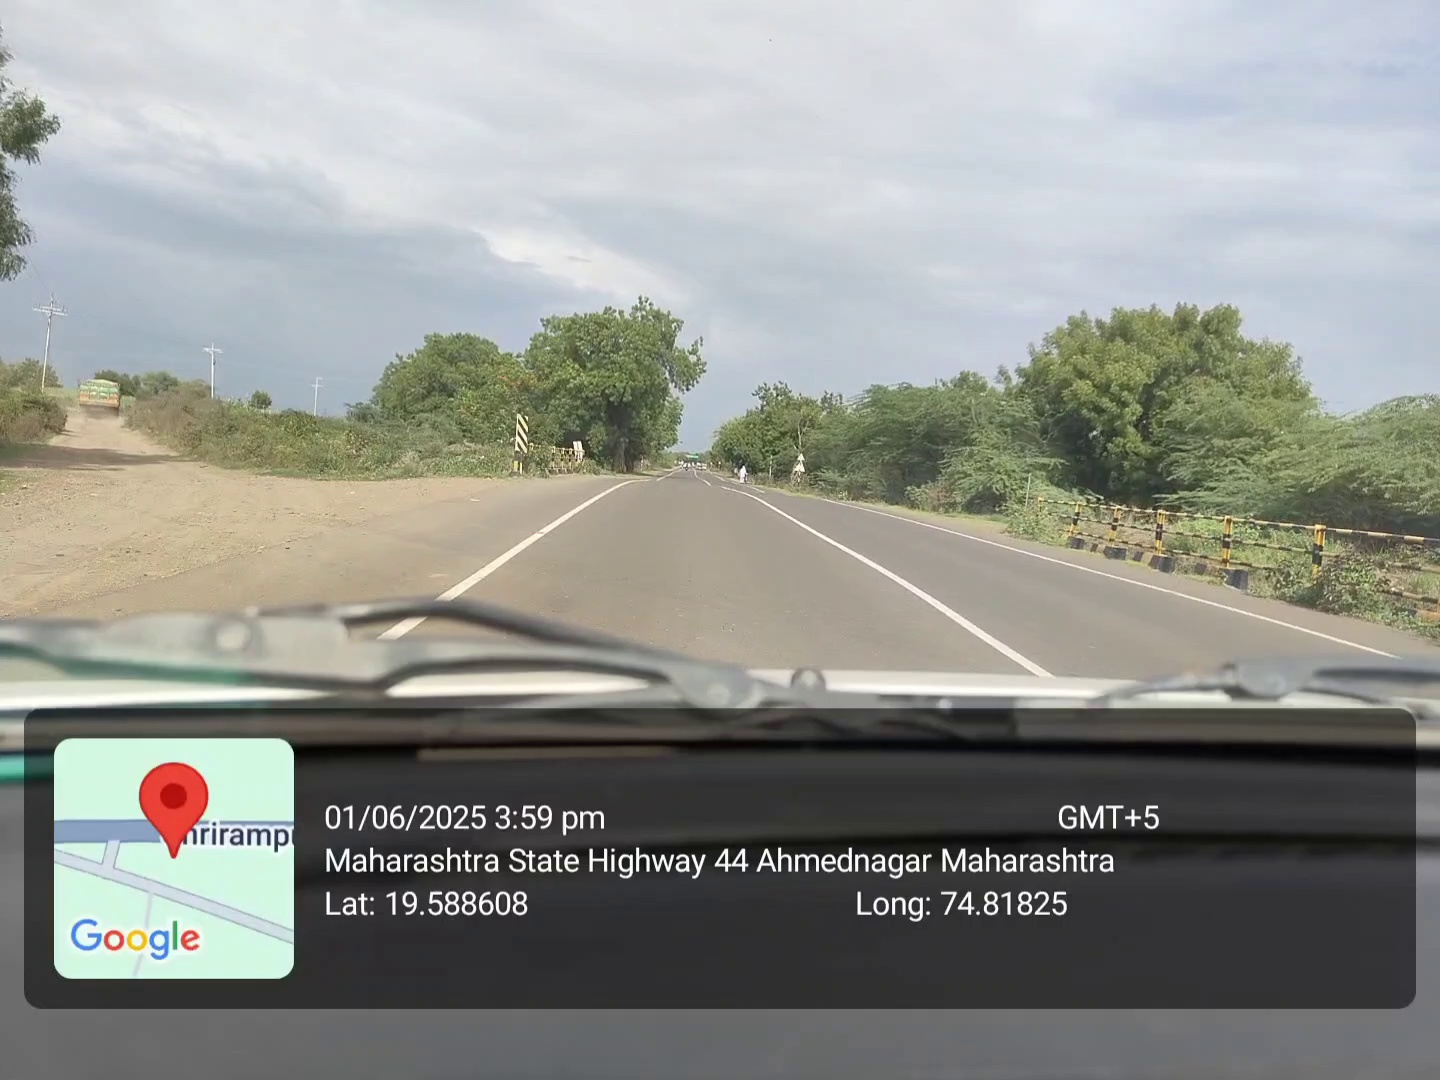 01/06/2025 3:59 pm GMT+5
Maharashtra State Highway 44 Ahmednagar Maharashtra
Lat: 19.588608 Long: 74.81825
Google